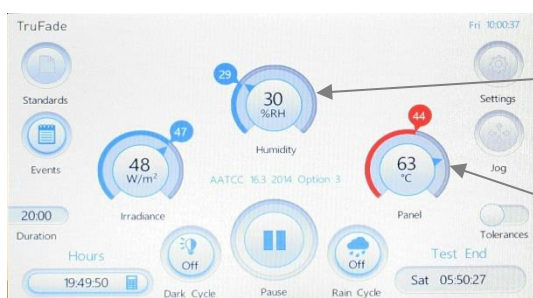 TruFade
Fri 10:00:37
Standards
Settings
Events
Jog
29
30
%RH
Humidity
44
63
°C
Panel
47
48
W/m²
Irradiance
AATCC 16.3 2014 Option 3
20:00
Duration
Tolerances
Hours
19:49:50
Off
Dark Cycle
Pause
Off
Rain Cycle
Test End
Sat 05:50:27